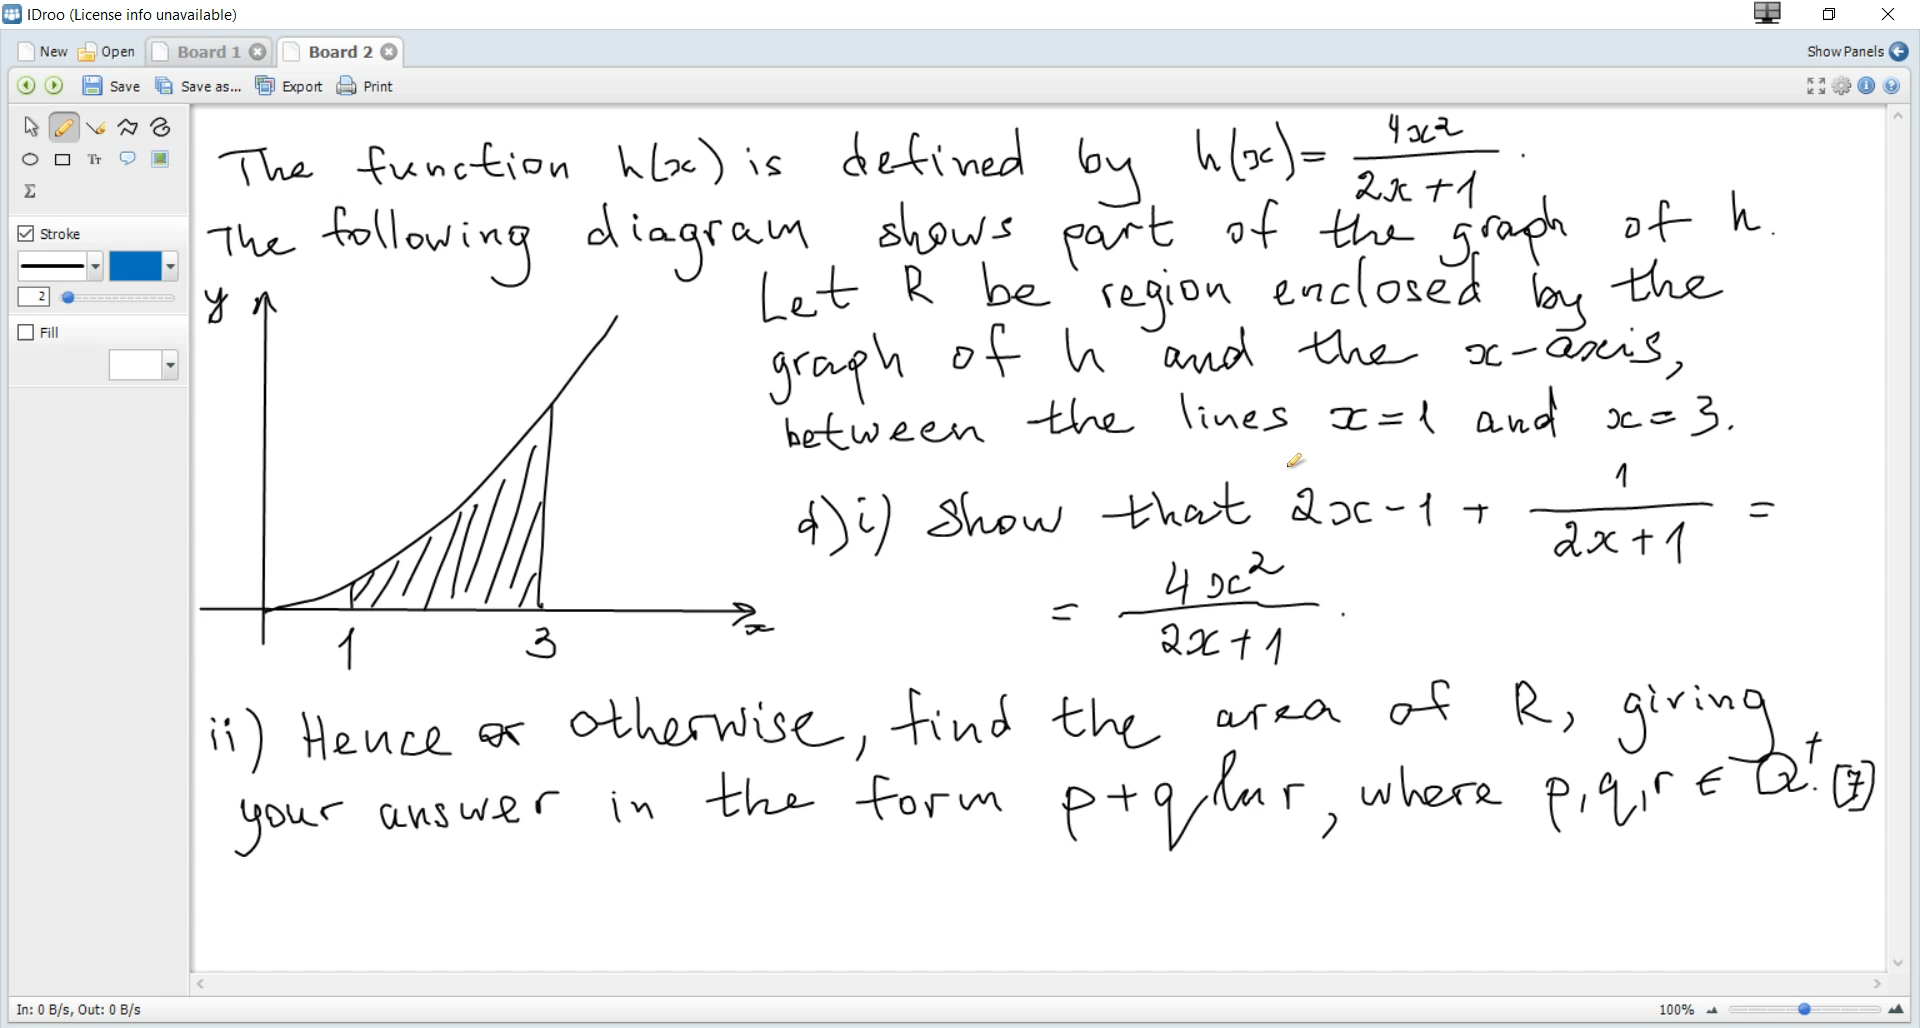 IDroo (License info unavailable)
New Open Board 1 Board 2 Show Panels
Save Save as... Export Print
Stroke
2
Fill
The function h(x) is defined by h(x) = 4x²/(2x+1).
The following diagram shows part of the graph of h.
Let R be region enclosed by the
graph of h and the x-axis,
between the lines x=1 and x=3.
d)i) Show that 2x-1 + 1/(2x+1) =
= 4x²/(2x+1).
y
x
1 3
ii) Hence or otherwise, find the area of R, giving
your answer in the form p+q ln r, where p,q,r ∈ Q⁺. [7]
In: 0 B/s, Out: 0 B/s 100%